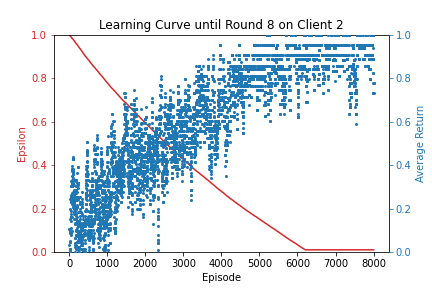 Learning Curve until Round 8 on Client 2
1.0 1.0
0.8 0.8
0.6 0.6
0.4 0.4
0.2 0.2
0.0 0.0
Epsilon
Average Return
0 1000 2000 3000 4000 5000 6000 7000 8000
Episode